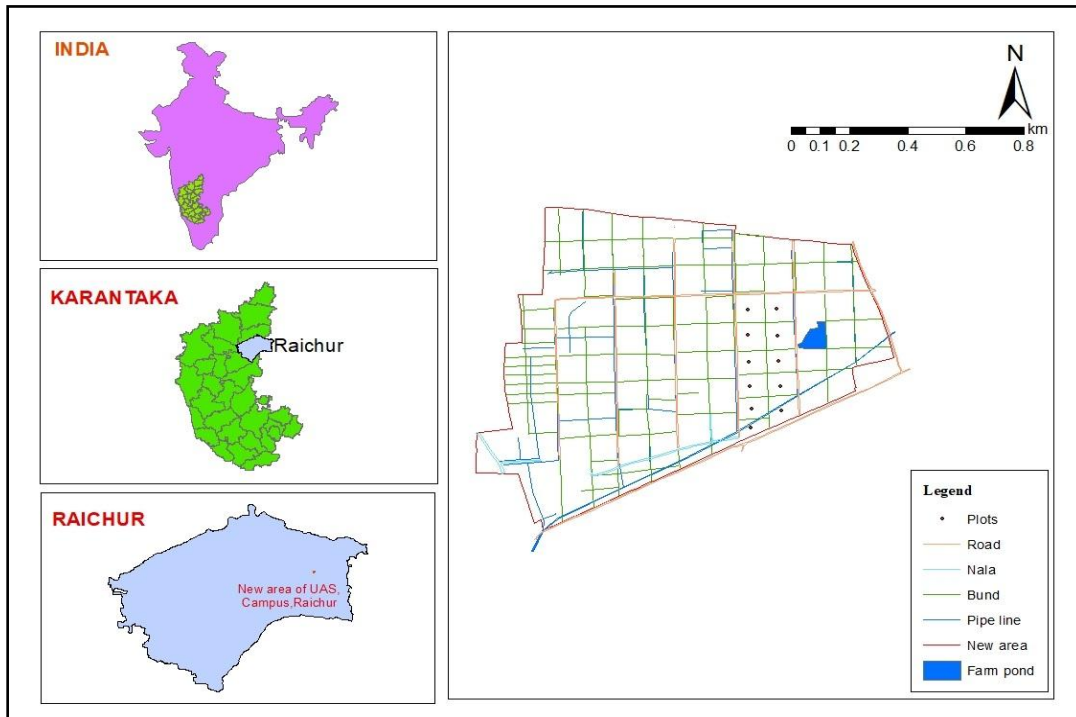 INDIA
KARANTAKA
Raichur
RAICHUR
New area of UAS,
Campus,Raichur
N
km
0 0.1 0.2 0.4 0.6 0.8
Legend
Plots
Road
Nala
Bund
Pipe line
New area
Farm pond